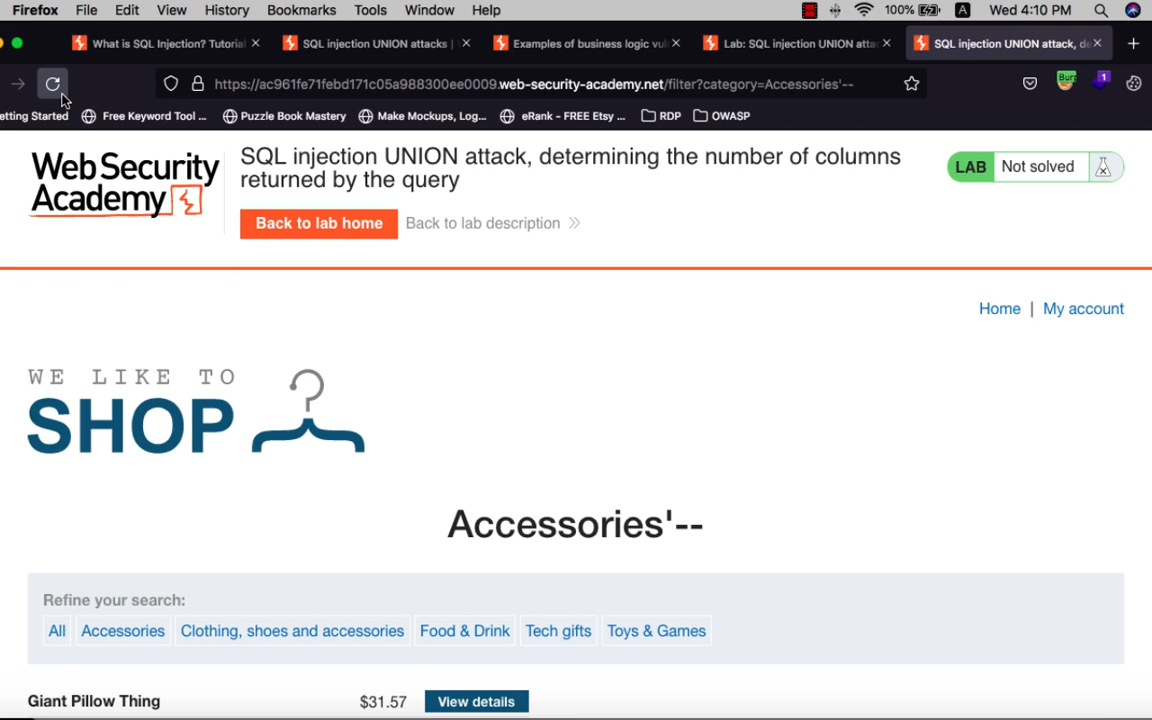 Firefox File Edit View History Bookmarks Tools Window Help 100% A Wed 4:10 PM
What is SQL Injection? Tutorial SQL injection UNION attacks | Examples of business logic vul Lab: SQL injection UNION atta SQL injection UNION attack, de
https://ac961fe71febd171c05a988300ee0009.web-security-academy.net/filter?category=Accessories'-- Burp 1
etting Started Free Keyword Tool ... Puzzle Book Mastery Make Mockups, Log... eRank - FREE Etsy ... RDP OWASP
Web Security
Academy
SQL injection UNION attack, determining the number of columns
returned by the query
LAB Not solved
Back to lab home Back to lab description
Home | My account
WE LIKE TO
SHOP
Accessories'--
Refine your search:
All Accessories Clothing, shoes and accessories Food & Drink Tech gifts Toys & Games
Giant Pillow Thing $31.57 View details